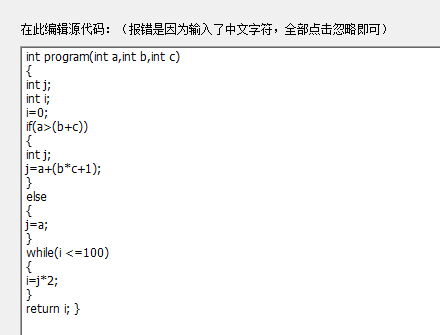 在此编辑源代码：（报错是因为输入了中文字符，全部点击忽略即可）
int program(int a,int b,int c)
{
int j;
int i;
i=0;
if(a>(b+c))
{
int j;
j=a+(b*c+1);
}
else
{
j=a;
}
while(i <=100)
{
i=j*2;
}
return i; }